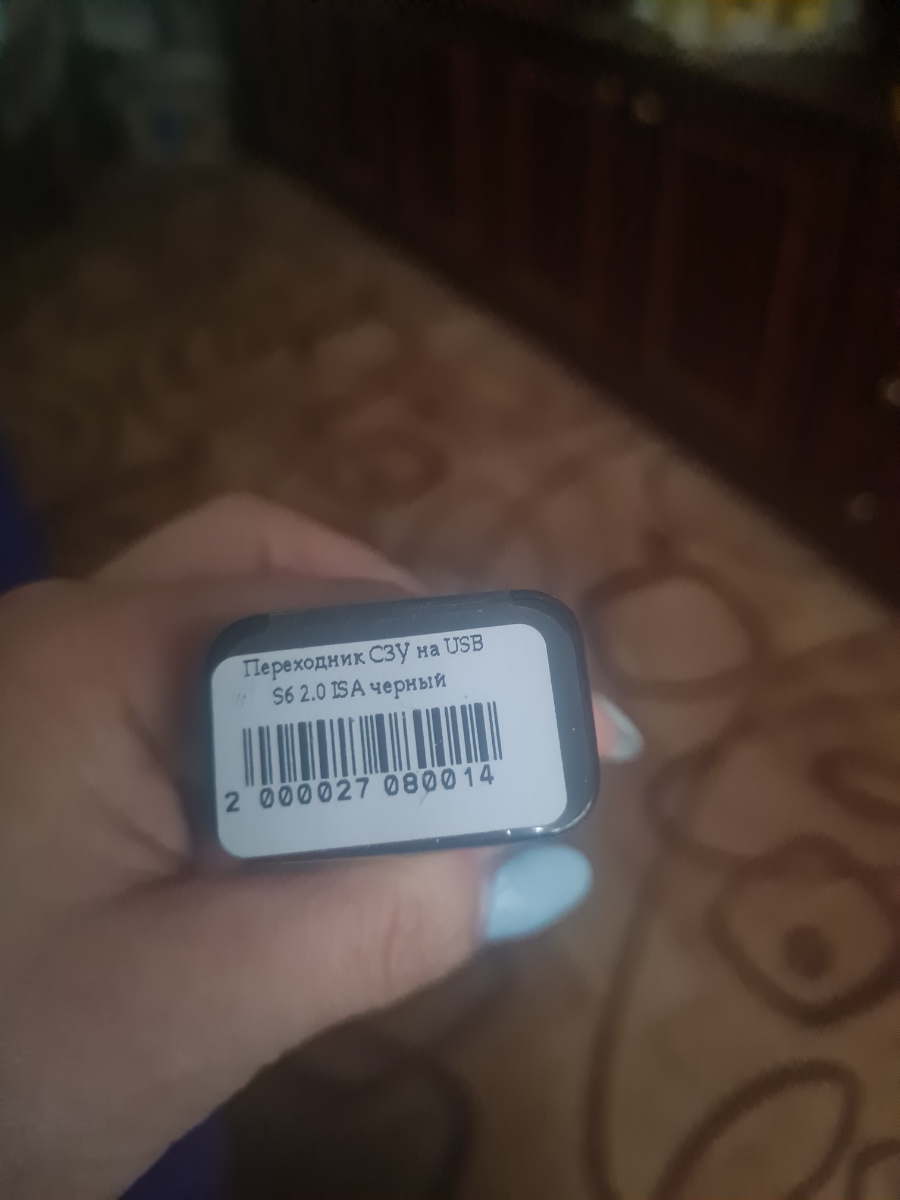 Переходник СЗУ на USB
S6 2.0 ISA черный
2 000027 080014